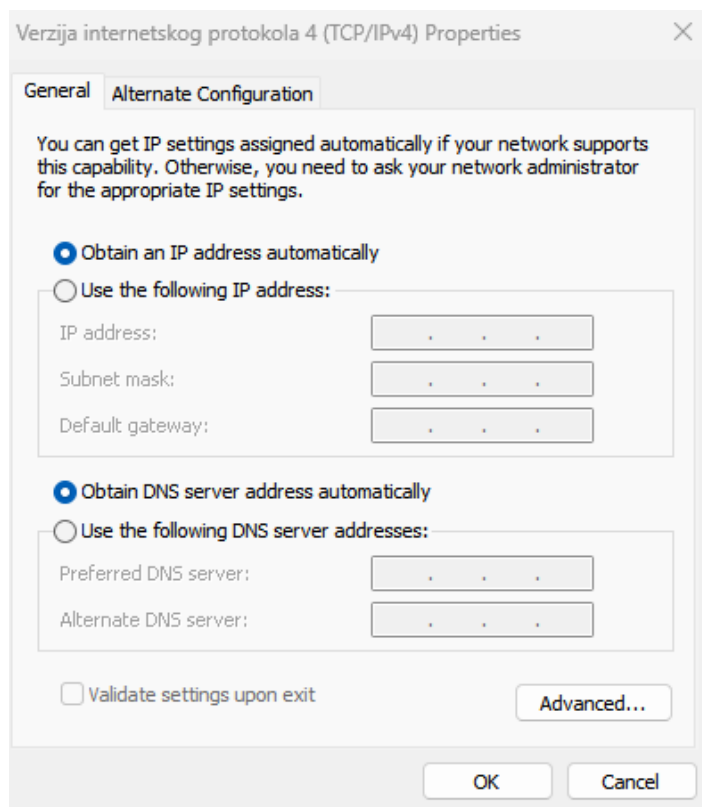 Verzija internetskog protokola 4 (TCP/IPv4) Properties
General
Alternate Configuration
You can get IP settings assigned automatically if your network supports
this capability. Otherwise, you need to ask your network administrator
for the appropriate IP settings.
Obtain an IP address automatically
Use the following IP address:
IP address:
Subnet mask:
Default gateway:
Obtain DNS server address automatically
Use the following DNS server addresses:
Preferred DNS server:
Alternate DNS server:
Validate settings upon exit
Advanced...
OK
Cancel